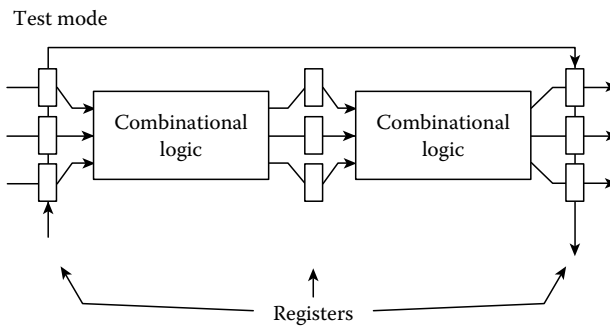 Test mode
Combinational
logic
Combinational
logic
Registers